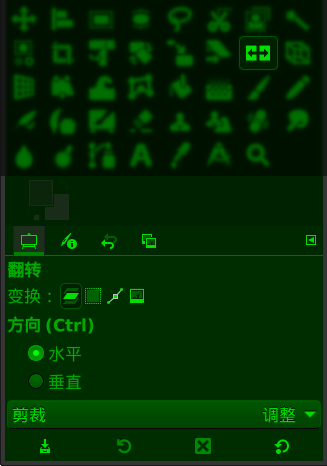 翻转
变换：
方向 (Ctrl)
水平
垂直
剪裁 调整